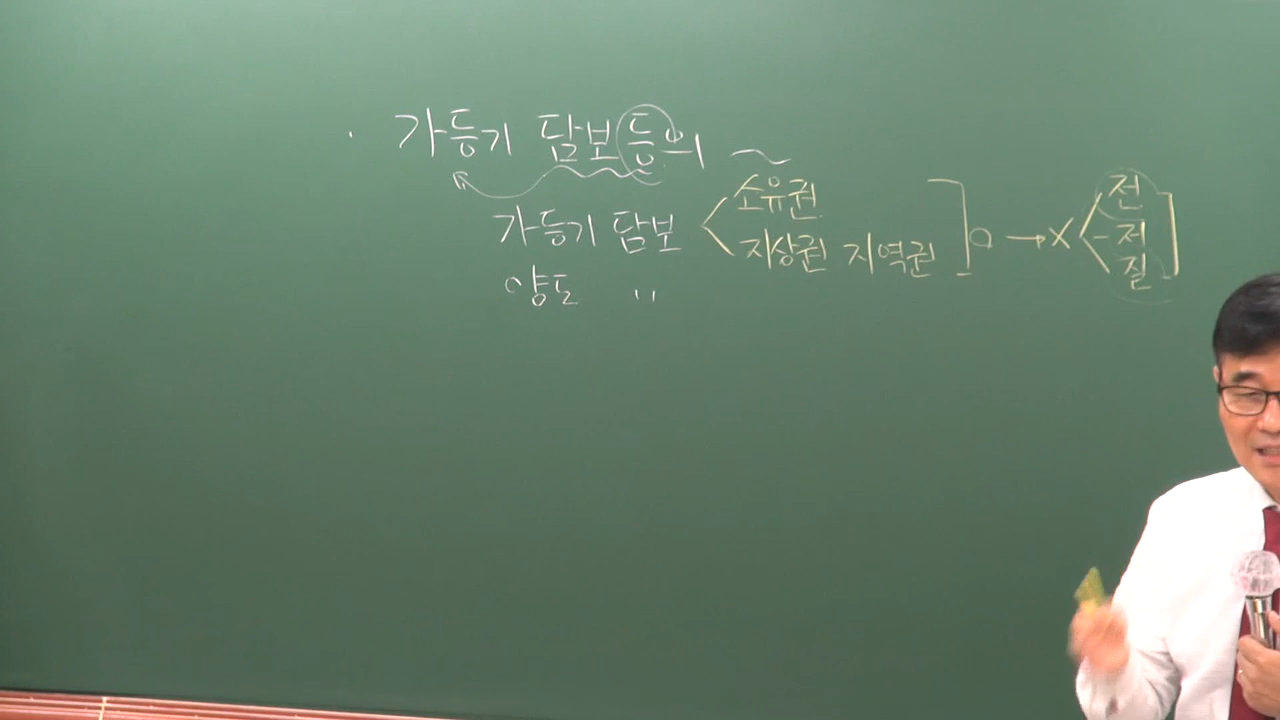 · 가등기 담보등의 ~
소유권
가등기 담보
지상권 지역권 ] ○ → X
전
- 저
질
양도 〃